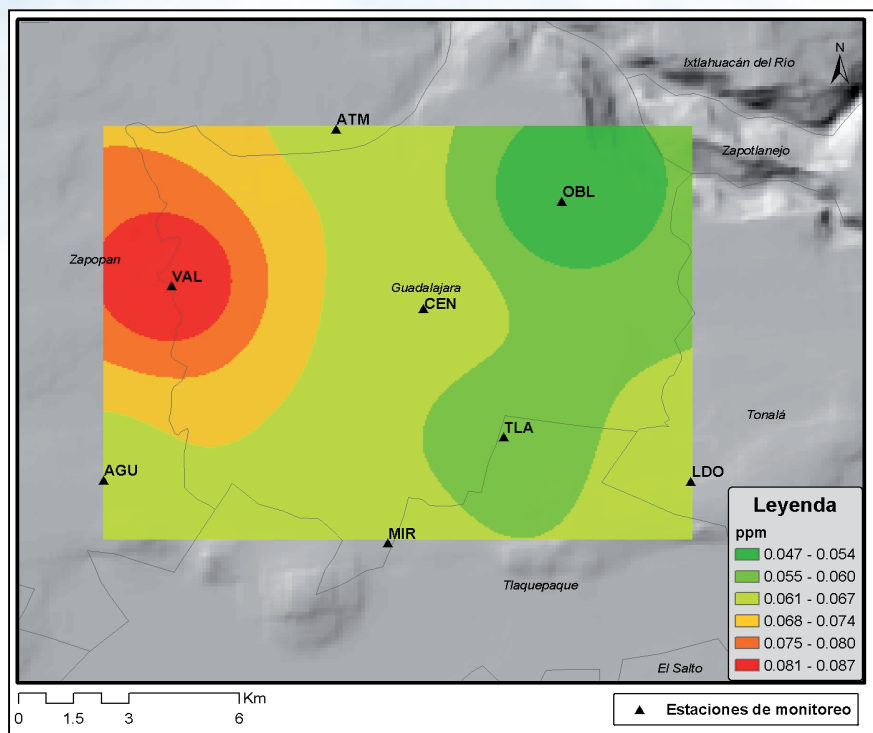 Ixtlahuacán del Rio
N
ATM
Zapotlanejo
OBL
Zapopan
VAL
Guadalajara
CEN
Tonalá
TLA
AGU
LDO
MIR
Tlaquepaque
El Salto
Leyenda
ppm
0.047 - 0.054
0.055 - 0.060
0.061 - 0.067
0.068 - 0.074
0.075 - 0.080
0.081 - 0.087
Km
0 1.5 3 6
Estaciones de monitoreo